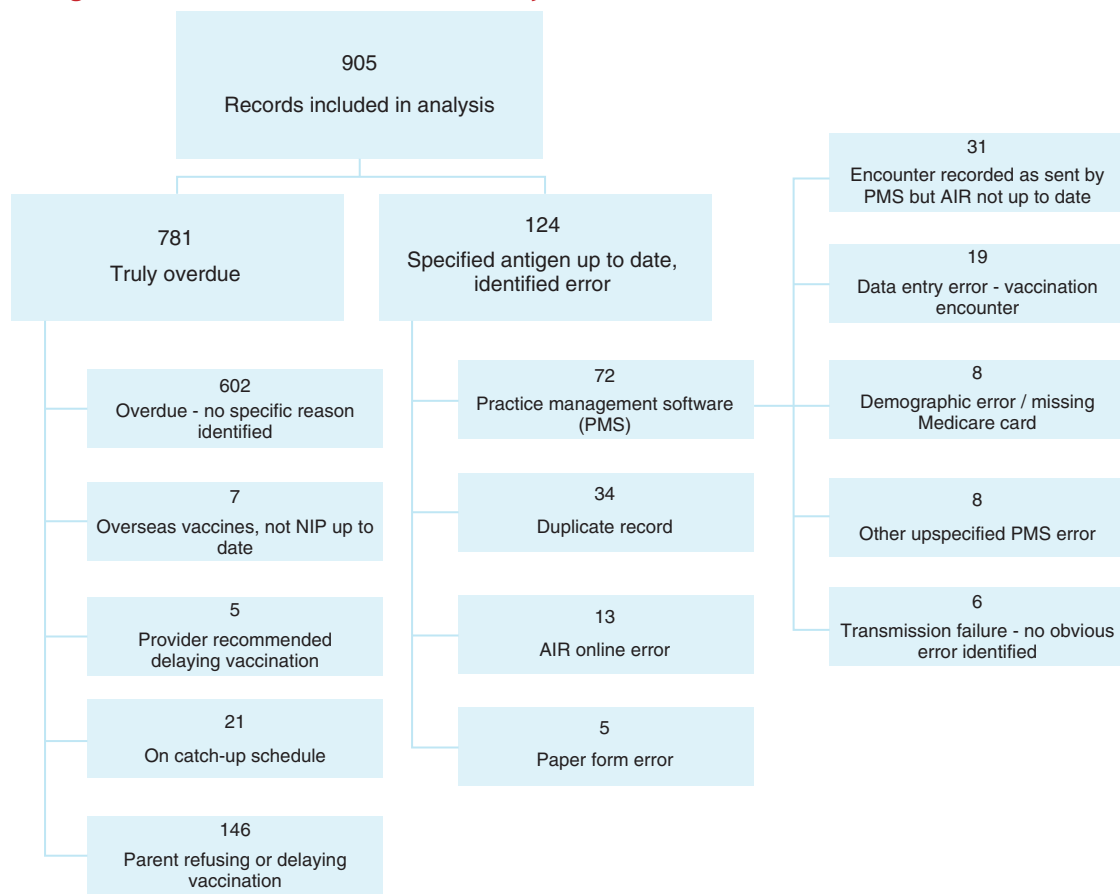 905
Records included in analysis
781
Truly overdue
124
Specified antigen up to date,
identified error
602
Overdue - no specific reason
identified
7
Overseas vaccines, not NIP up to
date
5
Provider recommended
delaying vaccination
21
On catch-up schedule
146
Parent refusing or delaying
vaccination
72
Practice management software
(PMS)
34
Duplicate record
13
AIR online error
5
Paper form error
31
Encounter recorded as sent by
PMS but AIR not up to date
19
Data entry error - vaccination
encounter
8
Demographic error / missing
Medicare card
8
Other upspecified PMS error
6
Transmission failure - no obvious
error identified